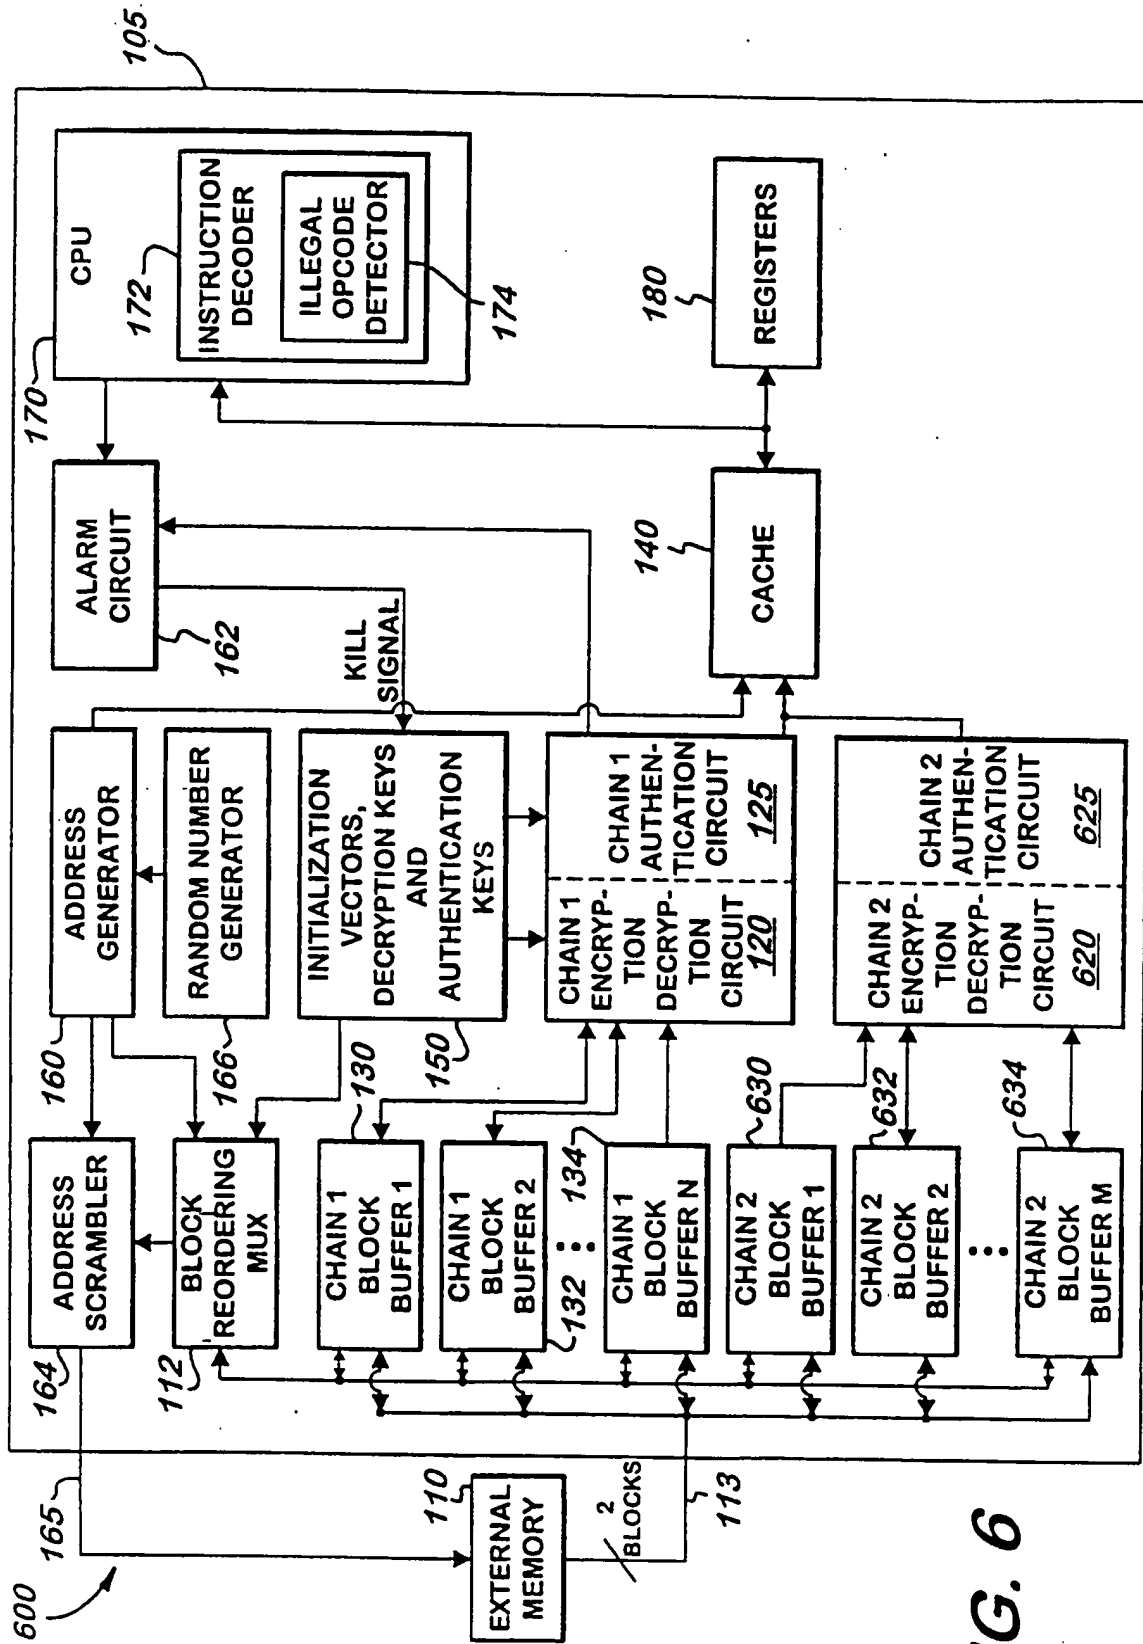 600
165
164
ADDRESS
SCRAMBLER
112
BLOCK
REORDERING
MUX
160
ADDRESS
GENERATOR
166
RANDOM NUMBER
GENERATOR
162
ALARM
CIRCUIT
170
CPU
172
INSTRUCTION
DECODER
ILLEGAL
OPCODE
DETECTOR
174
105
KILL
SIGNAL
150
INITIALIZATION
VECTORS,
DECRYPTION KEYS
AND
AUTHENTICATION
KEYS
110
EXTERNAL
MEMORY
2
BLOCKS
113
130
CHAIN 1
BLOCK
BUFFER 1
132
CHAIN 1
BLOCK
BUFFER 2
134
CHAIN 1
BLOCK
BUFFER N
630
CHAIN 2
BLOCK
BUFFER 1
632
CHAIN 2
BLOCK
BUFFER 2
634
CHAIN 2
BLOCK
BUFFER M
CHAIN 1
ENCRYP-
TION
DECRYP-
TION
CIRCUIT
120
CHAIN 1
AUTHEN-
TICATION
CIRCUIT
125
CHAIN 2
ENCRYP-
TION
DECRYP-
TION
CIRCUIT
620
CHAIN 2
AUTHEN-
TICATION
CIRCUIT
625
140
CACHE
180
REGISTERS
IG. 6